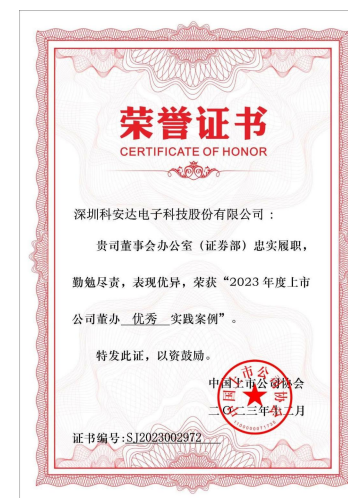 荣誉证书
CERTIFICATE OF HONOR
深圳科安达电子科技股份有限公司：
贵司董事会办公室（证券部）忠实履职，
勤勉尽责，表现优异，荣获“2023 年度上市
公司董办 优秀 实践案例”。
特发此证，以资鼓励。
中国上市公司协会
二〇二三年十二月
证书编号:SJ2023002972